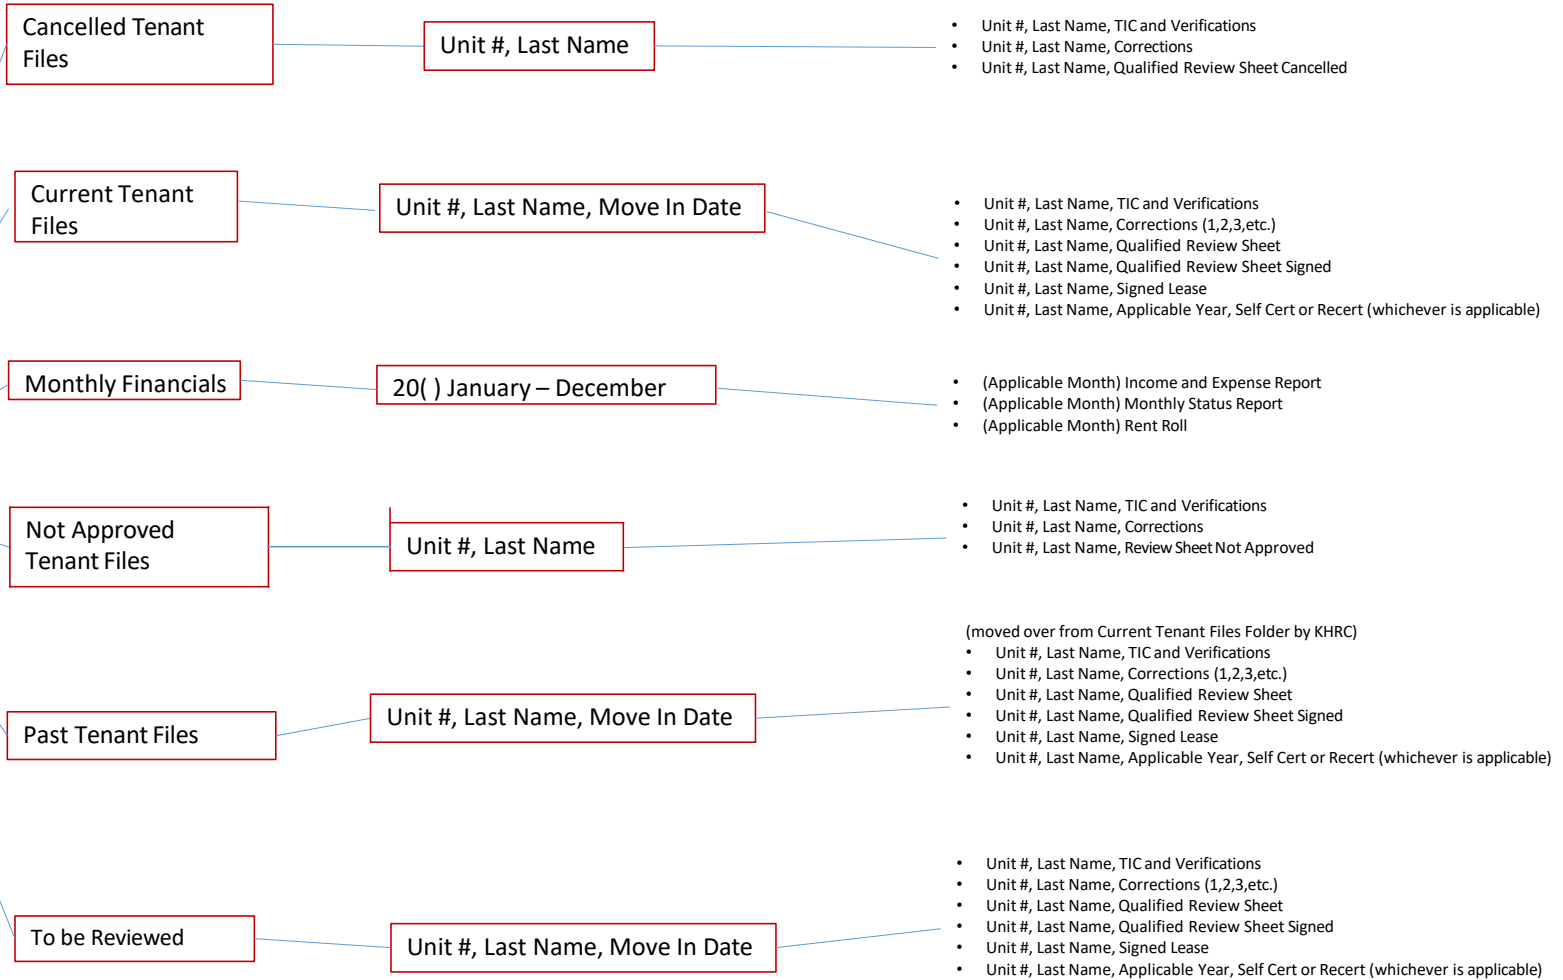 Cancelled Tenant
Files
Unit #, Last Name
• Unit #, Last Name, TIC and Verifications
• Unit #, Last Name, Corrections
• Unit #, Last Name, Qualified Review Sheet Cancelled
Current Tenant
Files
Unit #, Last Name, Move In Date
• Unit #, Last Name, TIC and Verifications
• Unit #, Last Name, Corrections (1,2,3,etc.)
• Unit #, Last Name, Qualified Review Sheet
• Unit #, Last Name, Qualified Review Sheet Signed
• Unit #, Last Name, Signed Lease
• Unit #, Last Name, Applicable Year, Self Cert or Recert (whichever is applicable)
Monthly Financials
20( ) January – December
• (Applicable Month) Income and Expense Report
• (Applicable Month) Monthly Status Report
• (Applicable Month) Rent Roll
Not Approved
Tenant Files
Unit #, Last Name
• Unit #, Last Name, TIC and Verifications
• Unit #, Last Name, Corrections
• Unit #, Last Name, Review Sheet Not Approved
Past Tenant Files
Unit #, Last Name, Move In Date
(moved over from Current Tenant Files Folder by KHRC)
• Unit #, Last Name, TIC and Verifications
• Unit #, Last Name, Corrections (1,2,3,etc.)
• Unit #, Last Name, Qualified Review Sheet
• Unit #, Last Name, Qualified Review Sheet Signed
• Unit #, Last Name, Signed Lease
• Unit #, Last Name, Applicable Year, Self Cert or Recert (whichever is applicable)
To be Reviewed
Unit #, Last Name, Move In Date
• Unit #, Last Name, TIC and Verifications
• Unit #, Last Name, Corrections (1,2,3,etc.)
• Unit #, Last Name, Qualified Review Sheet
• Unit #, Last Name, Qualified Review Sheet Signed
• Unit #, Last Name, Signed Lease
• Unit #, Last Name, Applicable Year, Self Cert or Recert (whichever is applicable)